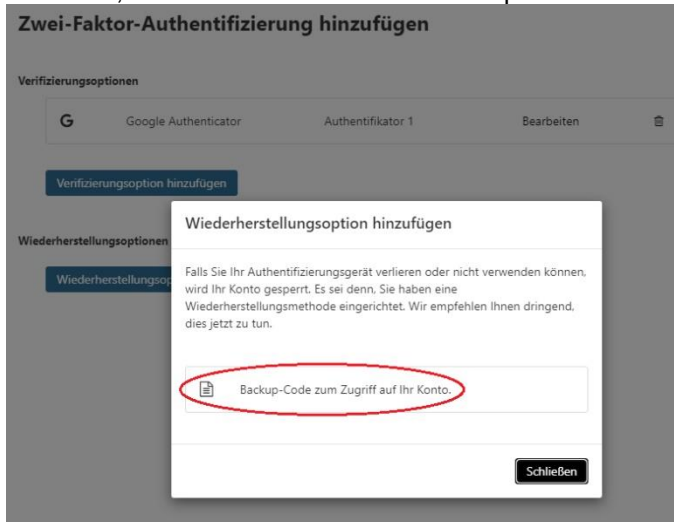 Zwei-Faktor-Authentifizierung hinzufügen
Verifizierungsoptionen
G Google Authenticator Authentifikator 1 Bearbeiten
Verifizierungsoption hinzufügen
Wiederherstellungsoptionen
Wiederherstellungsop
Wiederherstellungsoption hinzufügen
Falls Sie Ihr Authentifizierungsgerät verlieren oder nicht verwenden können,
wird Ihr Konto gesperrt. Es sei denn, Sie haben eine
Wiederherstellungsmethode eingerichtet. Wir empfehlen Ihnen dringend,
dies jetzt zu tun.
Backup-Code zum Zugriff auf Ihr Konto.
Schließen